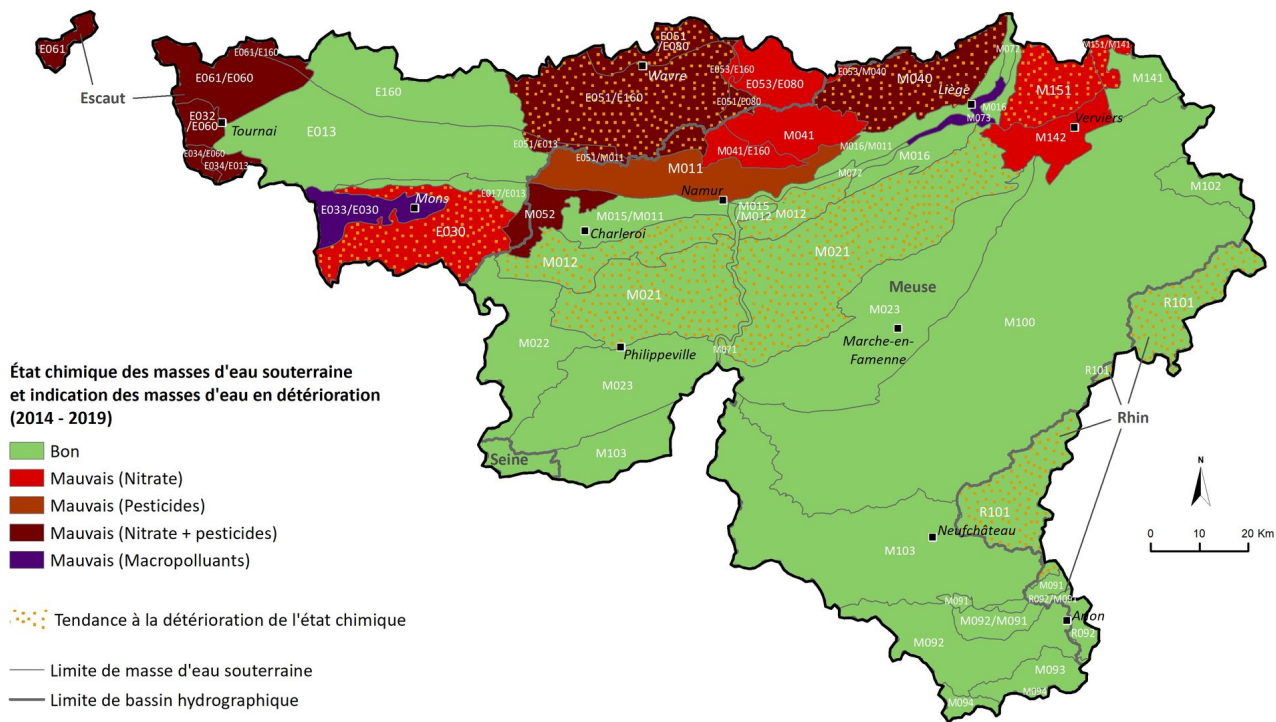 E061
Escaut
E061/E160
E061/E060
E160
E032
/E060
Tournai
E013
E034/E060
E034/E013
E051
/E080
Wavre
E053/E160
E053/E080
E051/E160
E051/E080
E051/E013
E051/M011
E053/M040
M040
Liège
M072
M016
M073
M151/M141
M141
M151
Verviers
M142
M102
M041
M041/E160
M016/M011
M016
M072
M011
Namur
M015
/M012
M012
E017/E013
Mons
E033/E030
E030
M052
M015/M011
Charleroi
M012
M021
M021
Meuse
M023
Marche-en-
Famenne
M100
R101
R101
Rhin
M022
Philippeville
M071
M023
M103
Seine
R101
Neufchâteau
M103
M091
R092/M091
M091
M092/M091
Arlon
R092
M092
M093
M094
M094
État chimique des masses d'eau souterraine
et indication des masses d'eau en détérioration
(2014 - 2019)
Bon
Mauvais (Nitrate)
Mauvais (Pesticides)
Mauvais (Nitrate + pesticides)
Mauvais (Macropolluants)
Tendance à la détérioration de l'état chimique
Limite de masse d'eau souterraine
Limite de bassin hydrographique
N
0 10 20 Km